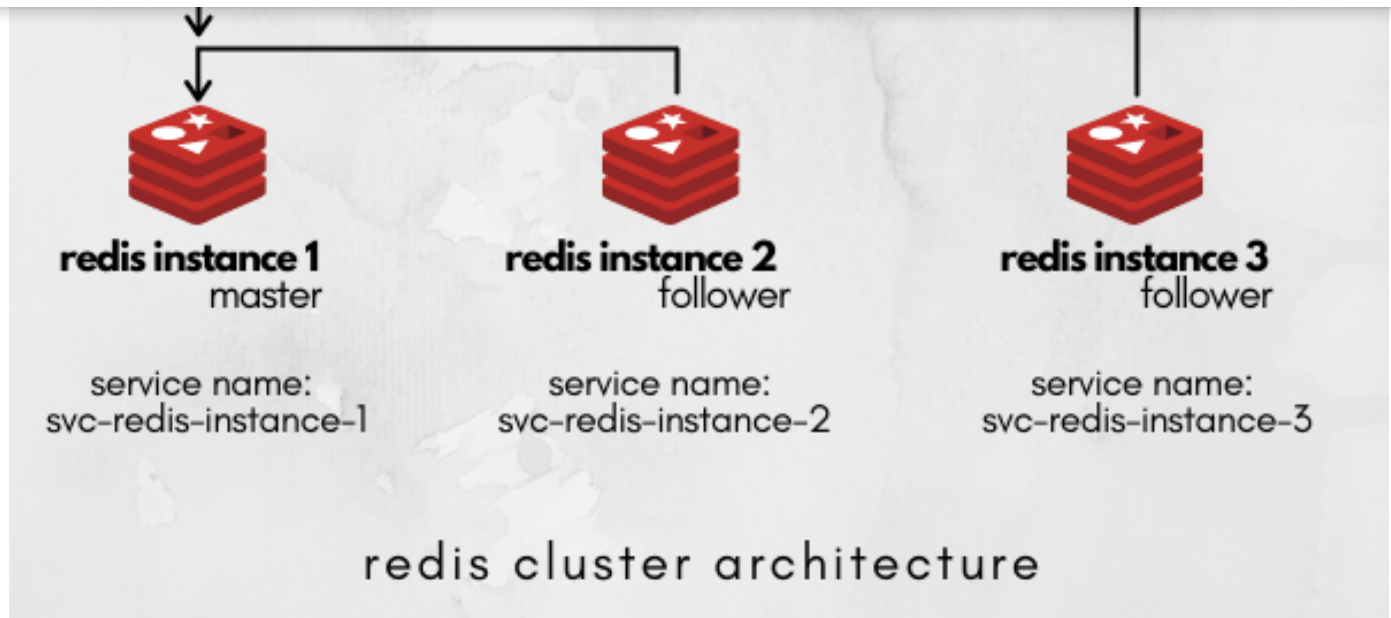 redis instance 1
master
service name:
svc-redis-instance-1
redis instance 2
follower
service name:
svc-redis-instance-2
redis instance 3
follower
service name:
svc-redis-instance-3
redis cluster architecture